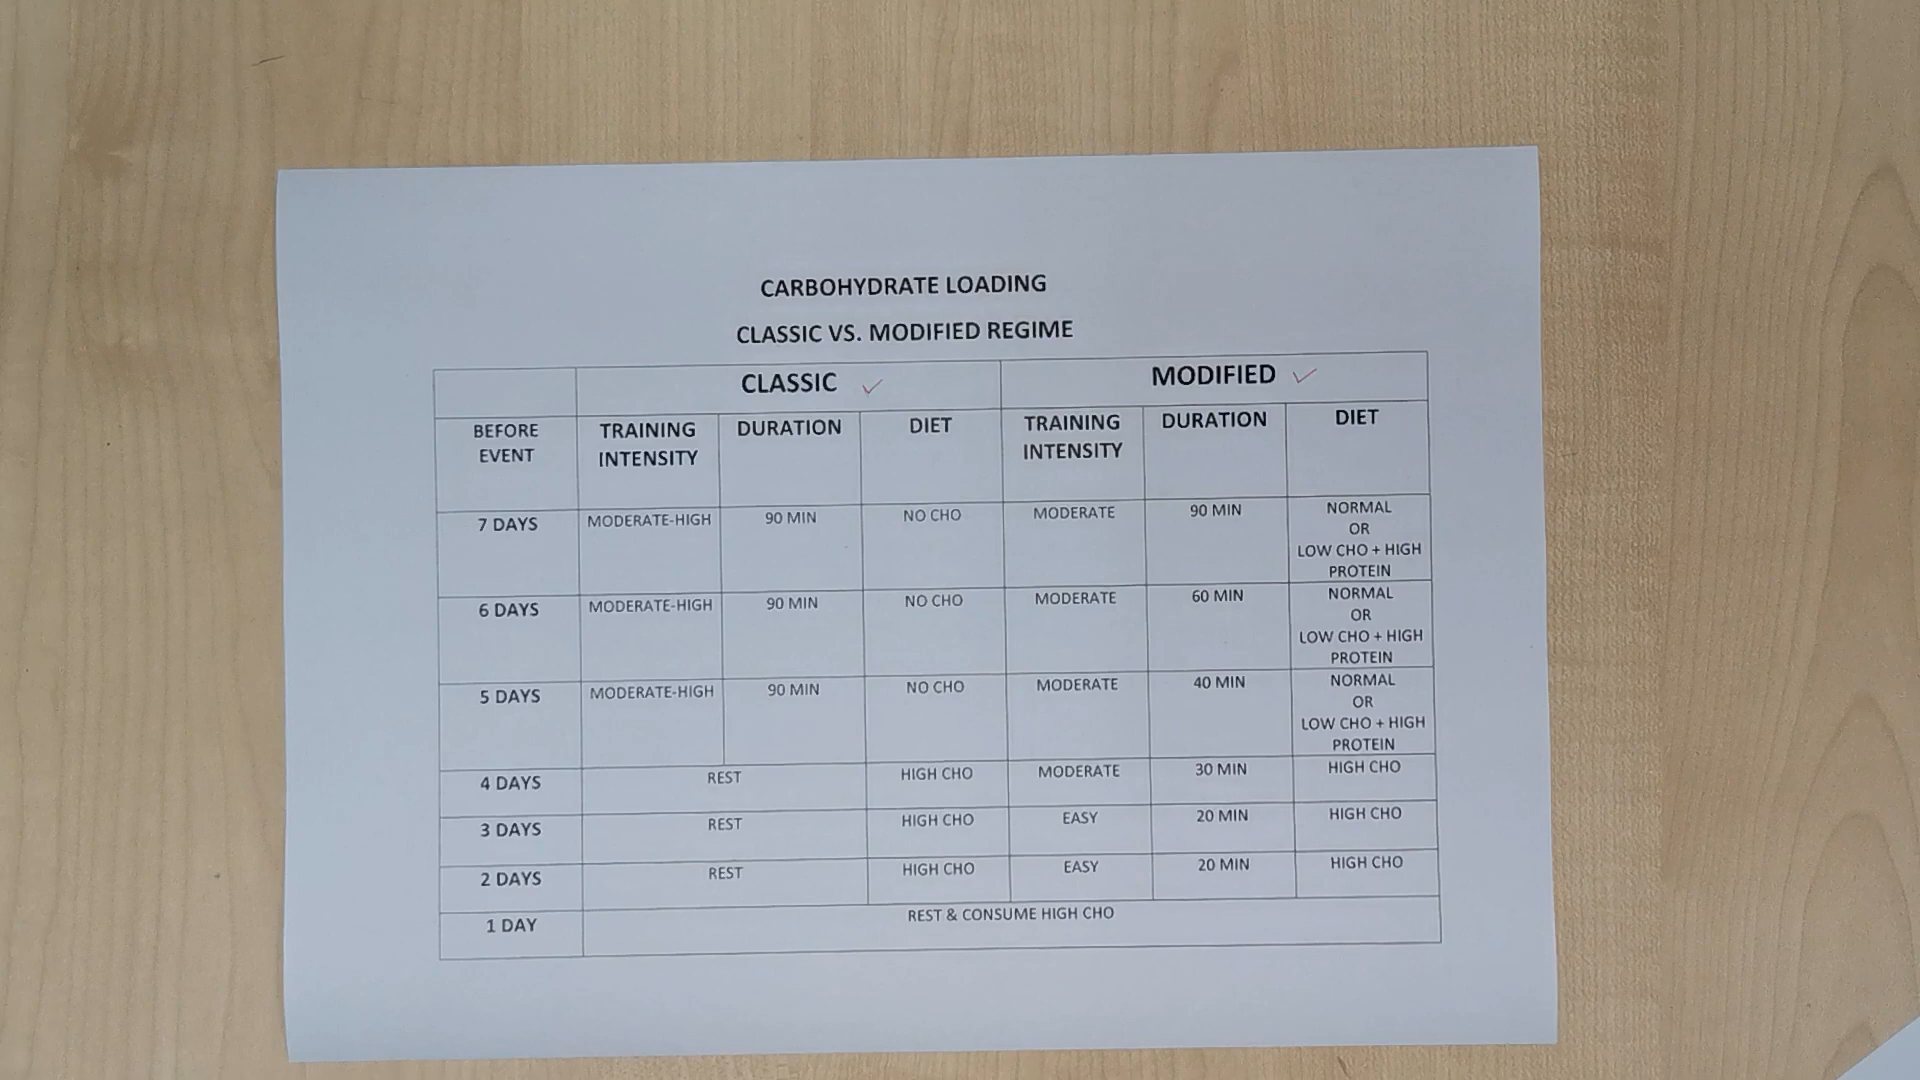 CARBOHYDRATE LOADING
CLASSIC VS. MODIFIED REGIME
CLASSIC MODIFIED
BEFORE EVENT TRAINING INTENSITY DURATION DIET TRAINING INTENSITY DURATION DIET
7 DAYS MODERATE-HIGH 90 MIN NO CHO MODERATE 90 MIN NORMAL
OR
LOW CHO + HIGH
PROTEIN
6 DAYS MODERATE-HIGH 90 MIN NO CHO MODERATE 60 MIN NORMAL
OR
LOW CHO + HIGH
PROTEIN
5 DAYS MODERATE-HIGH 90 MIN NO CHO MODERATE 40 MIN NORMAL
OR
LOW CHO + HIGH
PROTEIN
4 DAYS REST HIGH CHO MODERATE 30 MIN HIGH CHO
3 DAYS REST HIGH CHO EASY 20 MIN HIGH CHO
2 DAYS REST HIGH CHO EASY 20 MIN HIGH CHO
1 DAY REST & CONSUME HIGH CHO